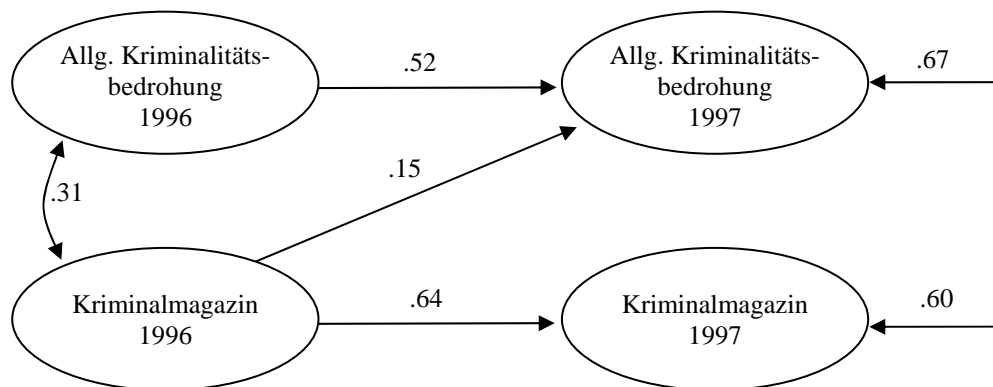 Allg. Kriminalitäts-
bedrohung
1996
.52
Allg. Kriminalitäts-
bedrohung
1997
.67
.31
.15
Kriminalmagazin
1996
.64
Kriminalmagazin
1997
.60